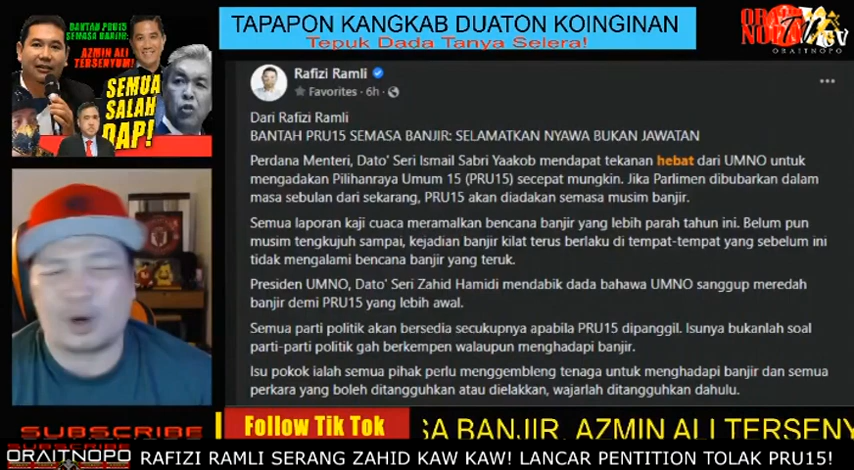 BANTAH PRU15
SEMASA BANJIR:
AZMIN ALI
TERSENYUM!
SEMUA
SALAH
DAP!
TAPAPON KANGKAB DUATON KOINGINAN
Tepuk Dada Tanya Selera!
ORAITNOPO
Rafizi Ramli
Favorites · 6h ·
Dari Rafizi Ramli
BANTAH PRU15 SEMASA BANJIR: SELAMATKAN NYAWA BUKAN JAWATAN
Perdana Menteri, Dato' Seri Ismail Sabri Yaakob mendapat tekanan hebat dari UMNO untuk
mengadakan Pilihanraya Umum 15 (PRU15) secepat mungkin. Jika Parlimen dibubarkan dalam
masa sebulan dari sekarang, PRU15 akan diadakan semasa musim banjir.
Semua laporan kaji cuaca meramalkan bencana banjir yang lebih parah tahun ini. Belum pun
musim tengkujuh sampai, kejadian banjir kilat terus berlaku di tempat-tempat yang sebelum ini
tidak mengalami bencana banjir yang teruk.
Presiden UMNO, Dato' Seri Zahid Hamidi mendabik dada bahawa UMNO sanggup meredah
banjir demi PRU15 yang lebih awal.
Semua parti politik akan bersedia secukupnya apabila PRU15 dipanggil. Isunya bukanlah soal
parti-parti politik gah berkempen walaupun menghadapi banjir.
Isu pokok ialah semua pihak perlu menggembleng tenaga untuk menghadapi banjir dan semua
perkara yang boleh ditangguhkan atau dielakkan, wajarlah ditangguhkan dahulu.
SUBSCRIBE
Follow Tik Tok
SA BANJIR, AZMIN ALI TERSENY
ORAITNOPO
RAFIZI RAMLI SERANG ZAHID KAW KAW! LANCAR PENTITION TOLAK PRU15!